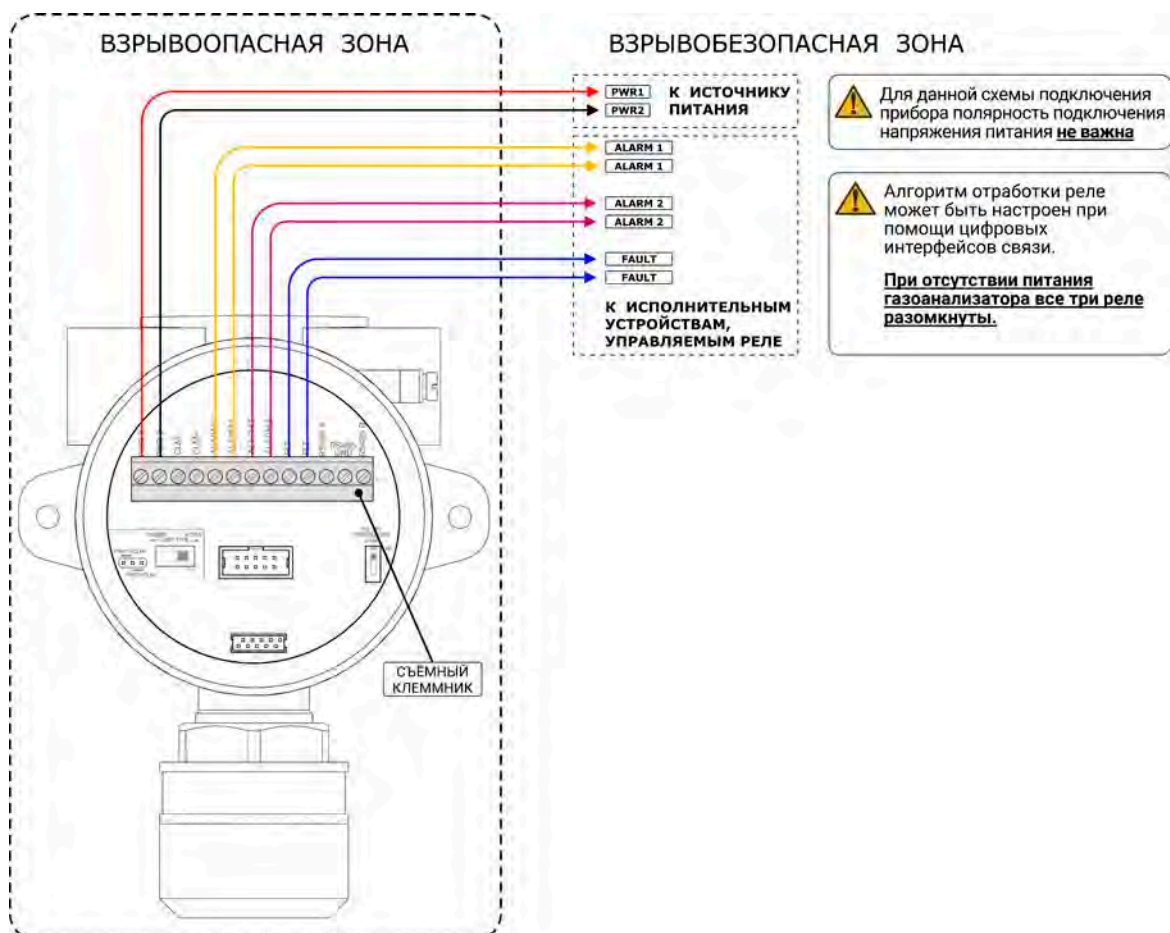 ВЗРЫВООПАСНАЯ ЗОНА
ВЗРЫВОБЕЗОПАСНАЯ ЗОНА
PWR1
PWR2
К ИСТОЧНИКУ
ПИТАНИЯ
ALARM 1
ALARM 1
ALARM 2
ALARM 2
FAULT
FAULT
К ИСПОЛНИТЕЛЬНЫМ
УСТРОЙСТВАМ,
УПРАВЛЯЕМЫМ РЕЛЕ
Для данной схемы подключения
прибора полярность подключения
напряжения питания не важна
Алгоритм отработки реле
может быть настроен при
помощи цифровых
интерфейсов связи.
При отсутствии питания
газоанализатора все три реле
разомкнуты.
СЪЁМНЫЙ
КЛЕММНИК